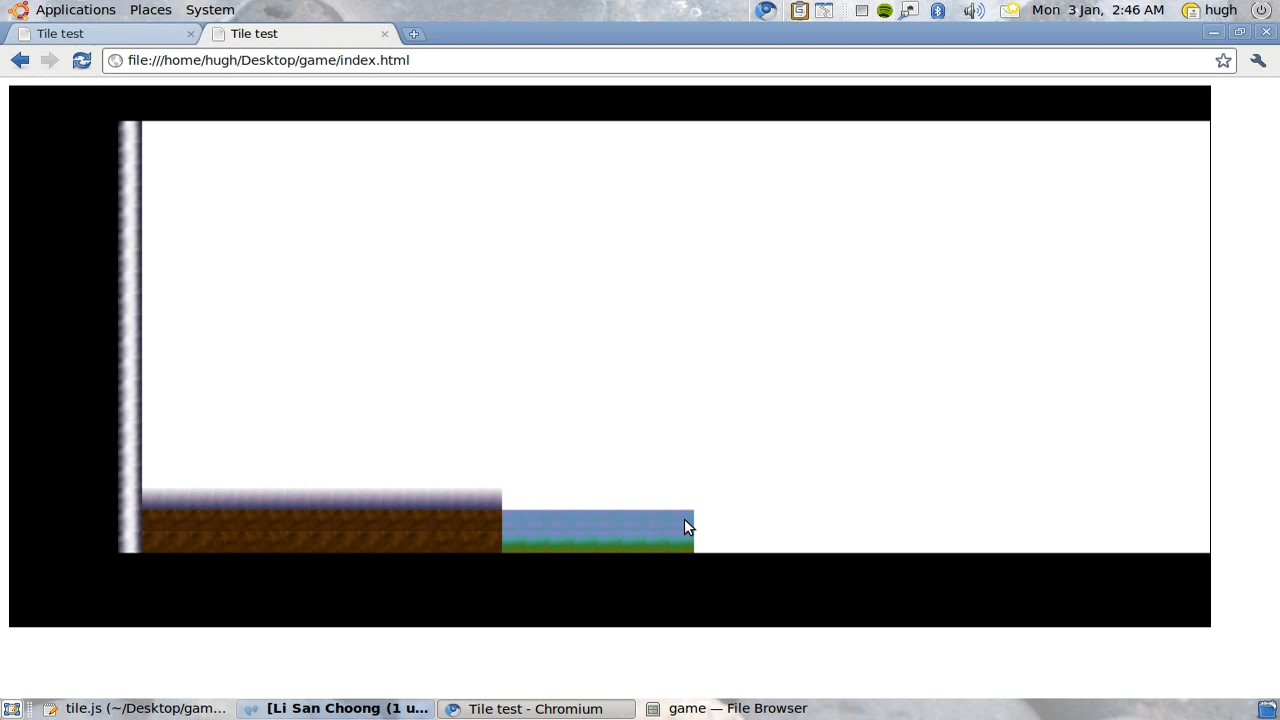 Applications Places System Mon 3 Jan, 2:46 AM hugh
Tile test Tile test
file:///home/hugh/Desktop/game/index.html
tile.js (~/Desktop/gam... [Li San Choong (1 u... Tile test - Chromium game — File Browser